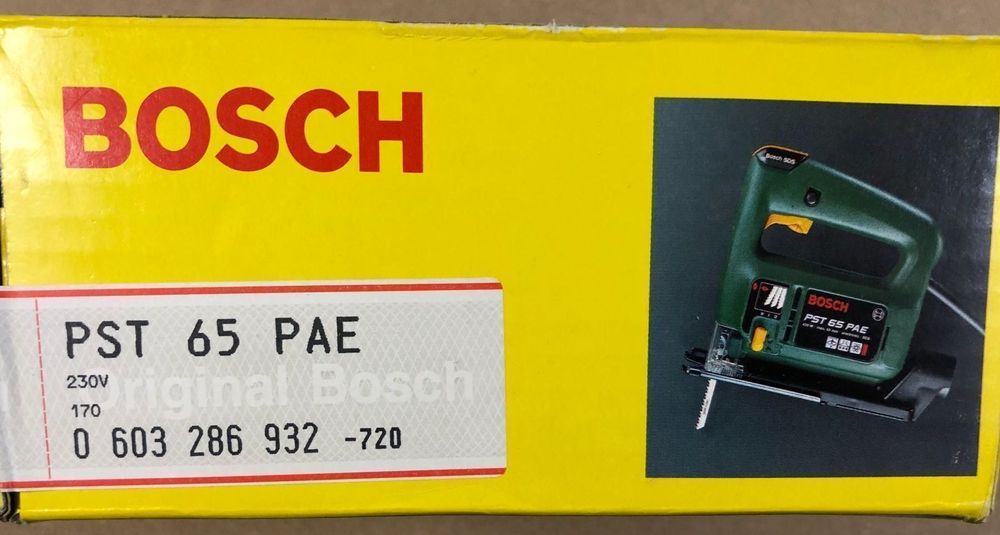 BOSCH
PST 65 PAE
230V
Original Bosch
170
0 603 286 932 -720
Bosch SDS
BOSCH
PST 65 PAE